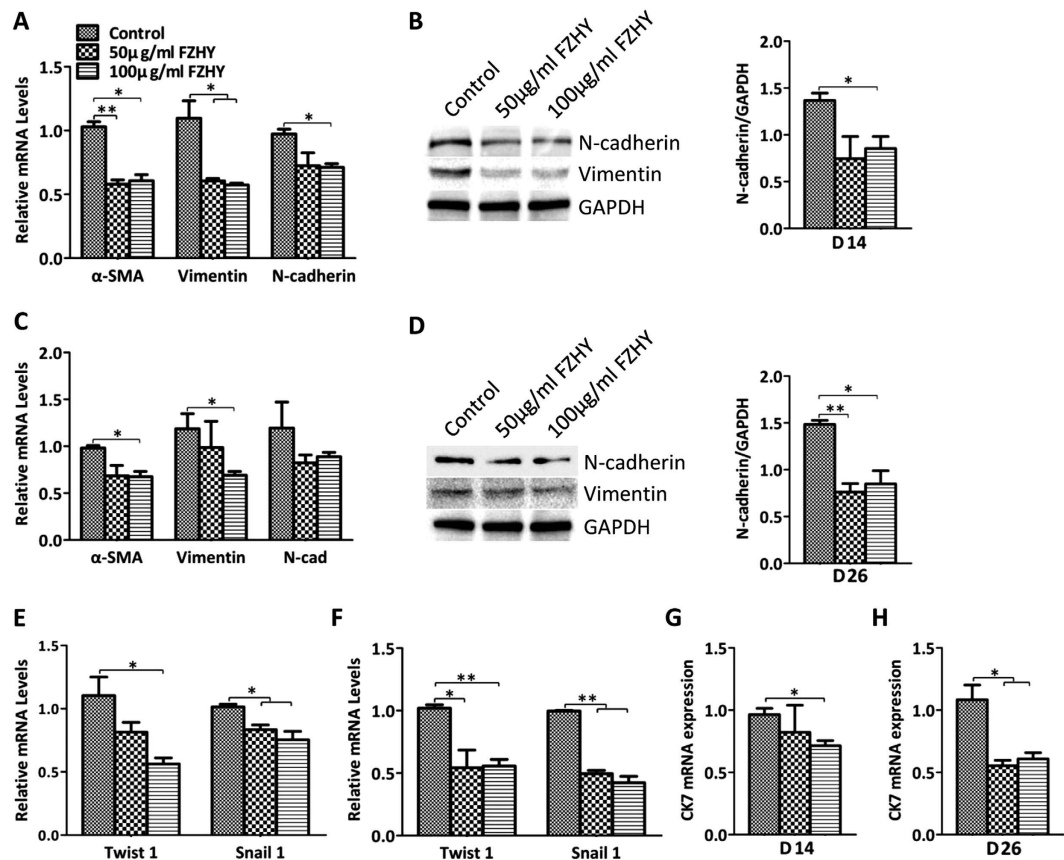 A
Control
50μg/ml FZHY
100μg/ml FZHY
Relative mRNA Levels
1.5
1.0
0.5
0.0
**
*
*
*
α-SMA
Vimentin
N-cadherin
B
Control
50μg/ml FZHY
100μg/ml FZHY
N-cadherin
Vimentin
GAPDH
N-cadherin/GAPDH
2.0
1.5
1.0
0.5
0.0
*
D14
C
Relative mRNA Levels
2.0
1.5
1.0
0.5
0.0
*
*
α-SMA
Vimentin
N-cad
D
Control
50μg/ml FZHY
100μg/ml FZHY
N-cadherin
Vimentin
GAPDH
N-cadherin/GAPDH
2.0
1.5
1.0
0.5
0.0
*
**
D26
E
Relative mRNA Levels
1.5
1.0
0.5
0.0
*
*
Twist 1
Snail 1
F
Relative mRNA Levels
1.5
1.0
0.5
0.0
**
*
**
Twist 1
Snail 1
G
CK7 mRNA expression
1.5
1.0
0.5
0.0
*
D14
H
CK7 mRNA expression
1.5
1.0
0.5
0.0
*
D26